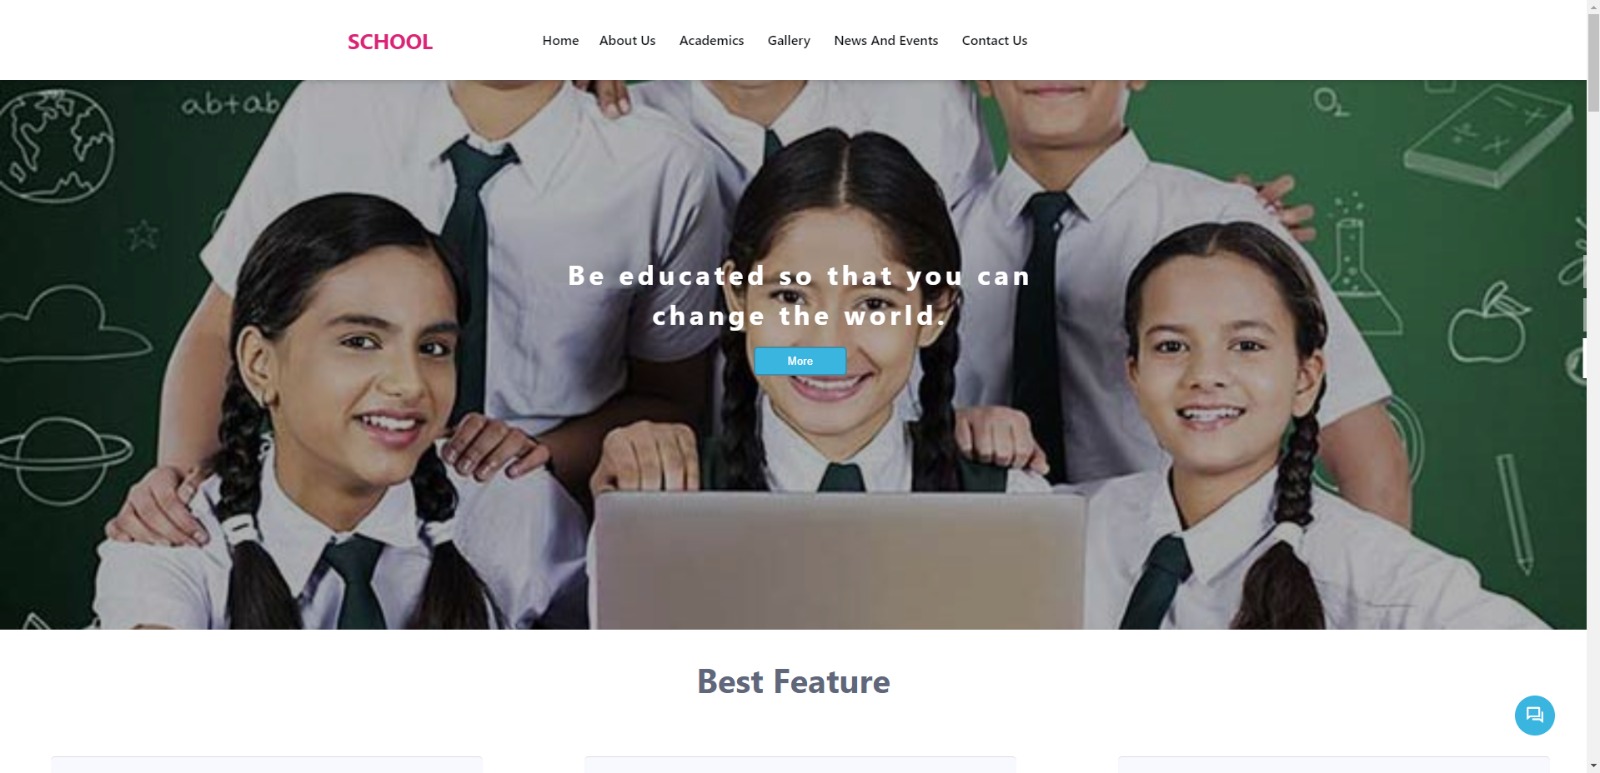 SCHOOL
Home About Us Academics Gallery News And Events Contact Us
ab+ab
O₂
Be educated so that you can
change the world.
More
Best Feature